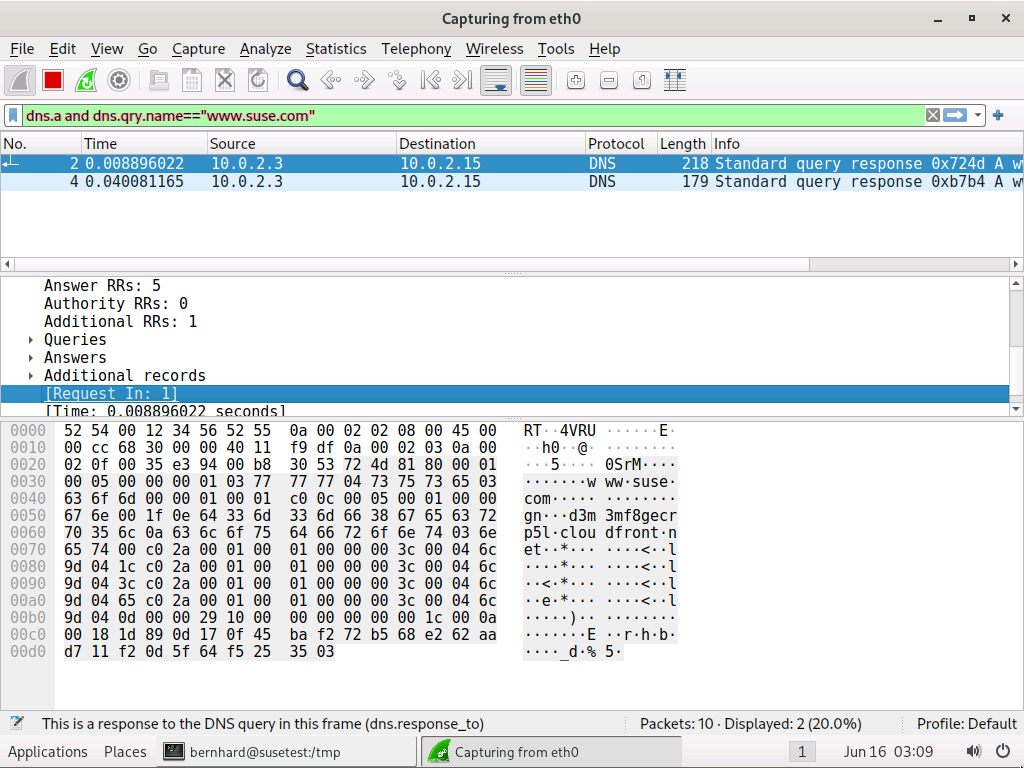 Capturing from eth0
File Edit View Go Capture Analyze Statistics Telephony Wireless Tools Help
dns.a and dns.qry.name=="www.suse.com"
No. Time Source Destination Protocol Length Info
2 0.008896022 10.0.2.3 10.0.2.15 DNS 218 Standard query response 0x724d A w
4 0.040081165 10.0.2.3 10.0.2.15 DNS 179 Standard query response 0xb7b4 A w
Answer RRs: 5
Authority RRs: 0
Additional RRs: 1
Queries
Answers
Additional records
[Request In: 1]
[Time: 0.008896022 seconds]
0000 52 54 00 12 34 56 52 55 0a 00 02 02 08 00 45 00 RT··4VRU ······E·
0010 00 cc 68 30 00 00 40 11 f9 df 0a 00 02 03 0a 00 ··h0··@· ········
0020 02 0f 00 35 e3 94 00 b8 30 53 72 4d 81 80 00 01 ···5···· 0SrM····
0030 00 05 00 00 00 01 03 77 77 77 04 73 75 73 65 03 ·······w ww·suse·
0040 63 6f 6d 00 00 01 00 01 c0 0c 00 05 00 01 00 00 com····· ········
0050 67 6e 00 1f 0e 64 33 6d 33 6d 66 38 67 65 63 72 gn···d3m 3mf8gecr
0060 70 35 6c 0a 63 6c 6f 75 64 66 72 6f 6e 74 03 6e p5l·clou dfront·n
0070 65 74 00 c0 2a 00 01 00 01 00 00 00 3c 00 04 6c et··*··· ····<··l
0080 9d 04 1c c0 2a 00 01 00 01 00 00 00 3c 00 04 6c ····*··· ····<··l
0090 9d 04 3c c0 2a 00 01 00 01 00 00 00 3c 00 04 6c ··<·*··· ····<··l
00a0 9d 04 65 c0 2a 00 01 00 01 00 00 00 3c 00 04 6c ··e·*··· ····<··l
00b0 9d 04 0d 00 00 29 10 00 00 00 00 00 00 1c 00 0a ·····)·· ········
00c0 00 18 1d 89 0d 17 0f 45 ba f2 72 b5 68 e2 62 aa ·······E ··r·h·b·
00d0 d7 11 f2 0d 5f 64 f5 25 35 03 ····_d·% 5·
This is a response to the DNS query in this frame (dns.response_to) Packets: 10 · Displayed: 2 (20.0%) Profile: Default
Applications Places bernhard@susetest:/tmp Capturing from eth0 1 Jun 16 03:09